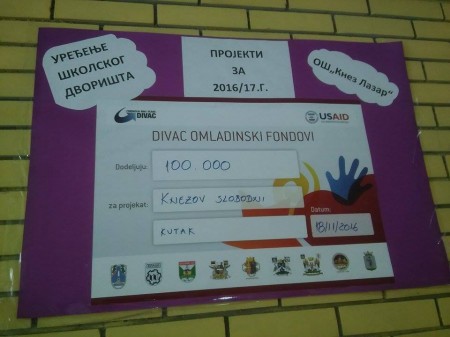 УРЕЂЕЊЕ
ШКОЛСКОГ
ДВОРИШТА
ПРОЈЕКТИ
ЗА
2016/17.Г.
ОШ„Кнез Лазар“
DIVAC
USAID
DIVAC OMLADINSKI FONDOVI
Dodeljuju:
100.000
za projekat:
KNEZOV SLOBODNI
KUTAK
Datum:
18/11/2016